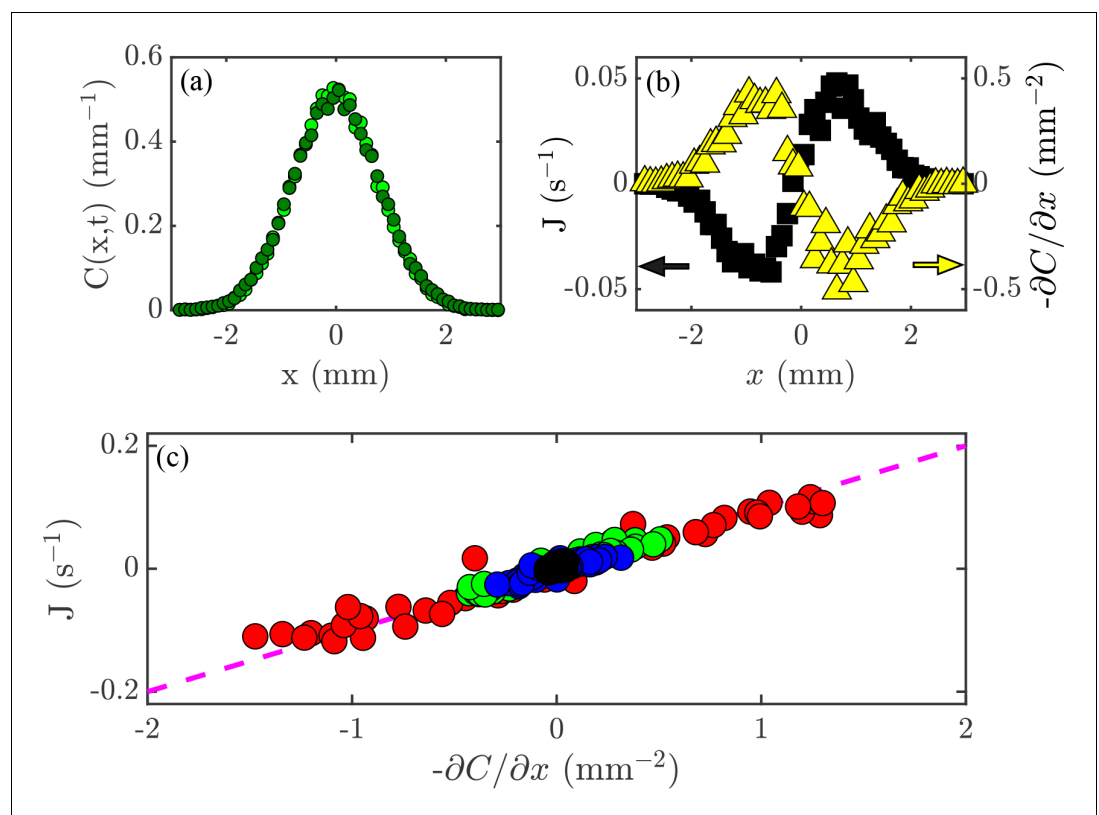 (a)
0.6
0.4
0.2
0
C(x,t) (mm⁻¹)
-2 0 2
x (mm)
(b)
0.05
0
-0.05
J (s⁻¹)
0.5
0
-0.5
-∂C/∂x (mm⁻²)
-2 0 2
x (mm)
(c)
0.2
0
-0.2
J (s⁻¹)
-2 -1 0 1 2
-∂C/∂x (mm⁻²)